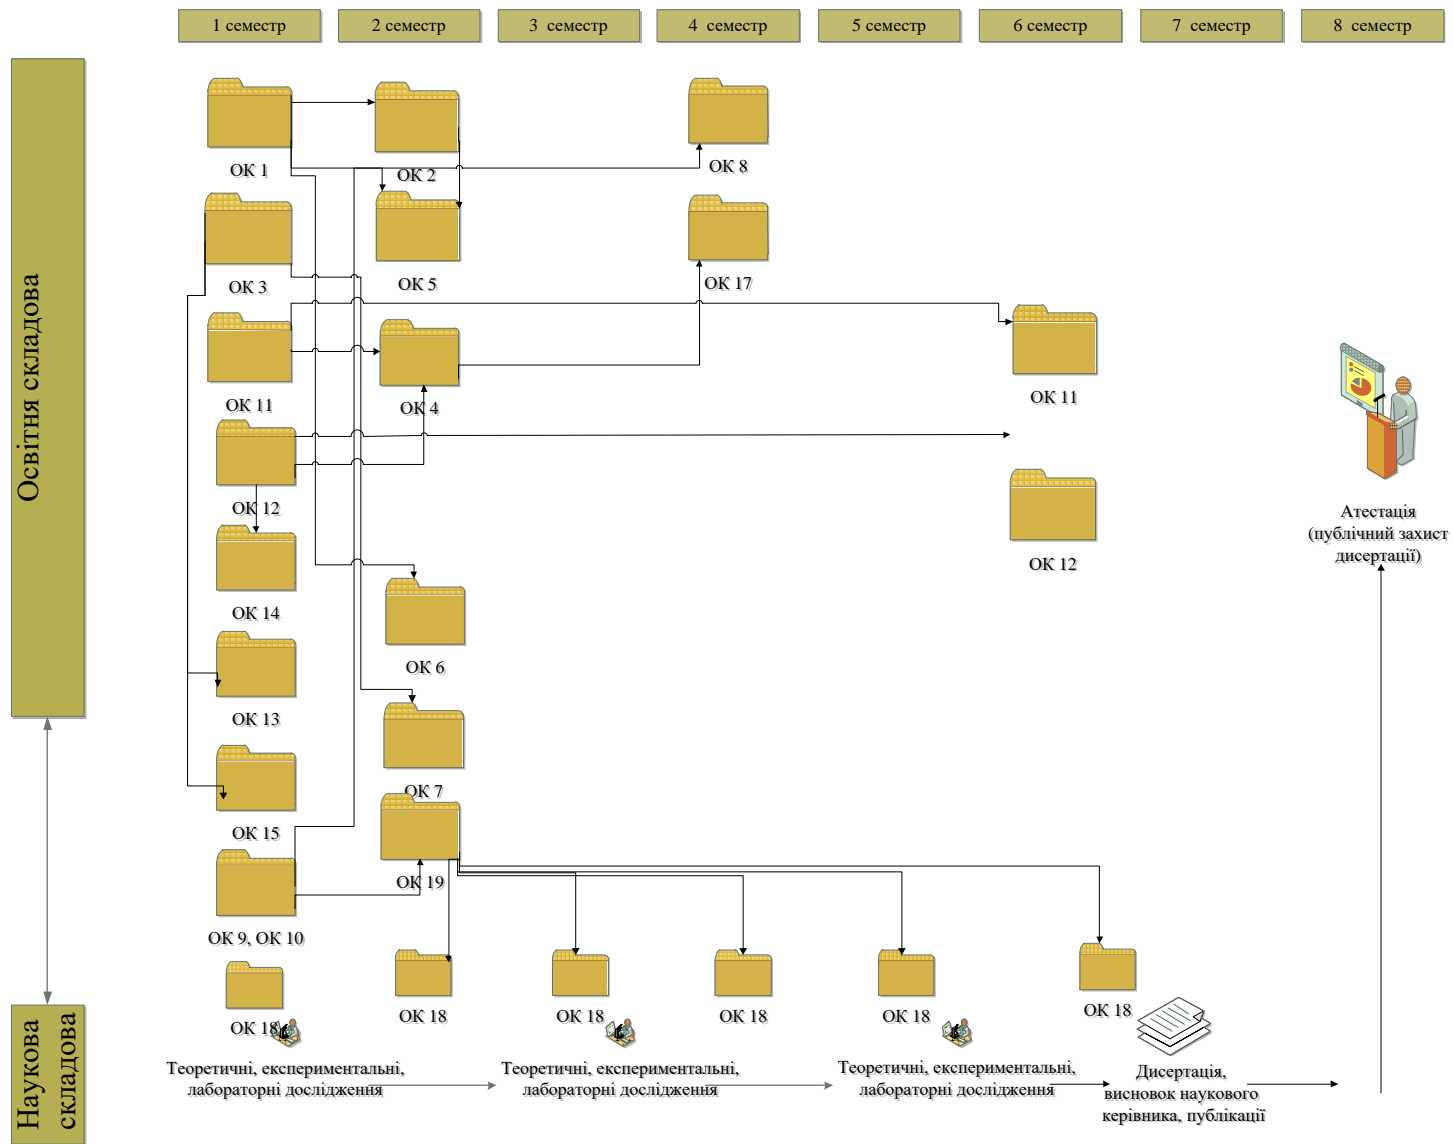 1 семестр
2 семестр
3 семестр
4 семестр
5 семестр
6 семестр
7 семестр
8 семестр
Освітня складова
ОК 1
ОК 2
ОК 8
ОК 3
ОК 5
ОК 17
ОК 11
ОК 4
ОК 11
ОК 12
ОК 12
ОК 14
ОК 6
ОК 13
ОК 7
ОК 15
ОК 19
ОК 9, ОК 10
Атестація
(публічний захист
дисертації)
Наукова
складова
ОК 18
ОК 18
ОК 18
ОК 18
ОК 18
ОК 18
Теоретичні, експериментальні,
лабораторні дослідження
Теоретичні, експериментальні,
лабораторні дослідження
Теоретичні, експериментальні,
лабораторні дослідження
Дисертація,
висновок наукового
керівника, публікації